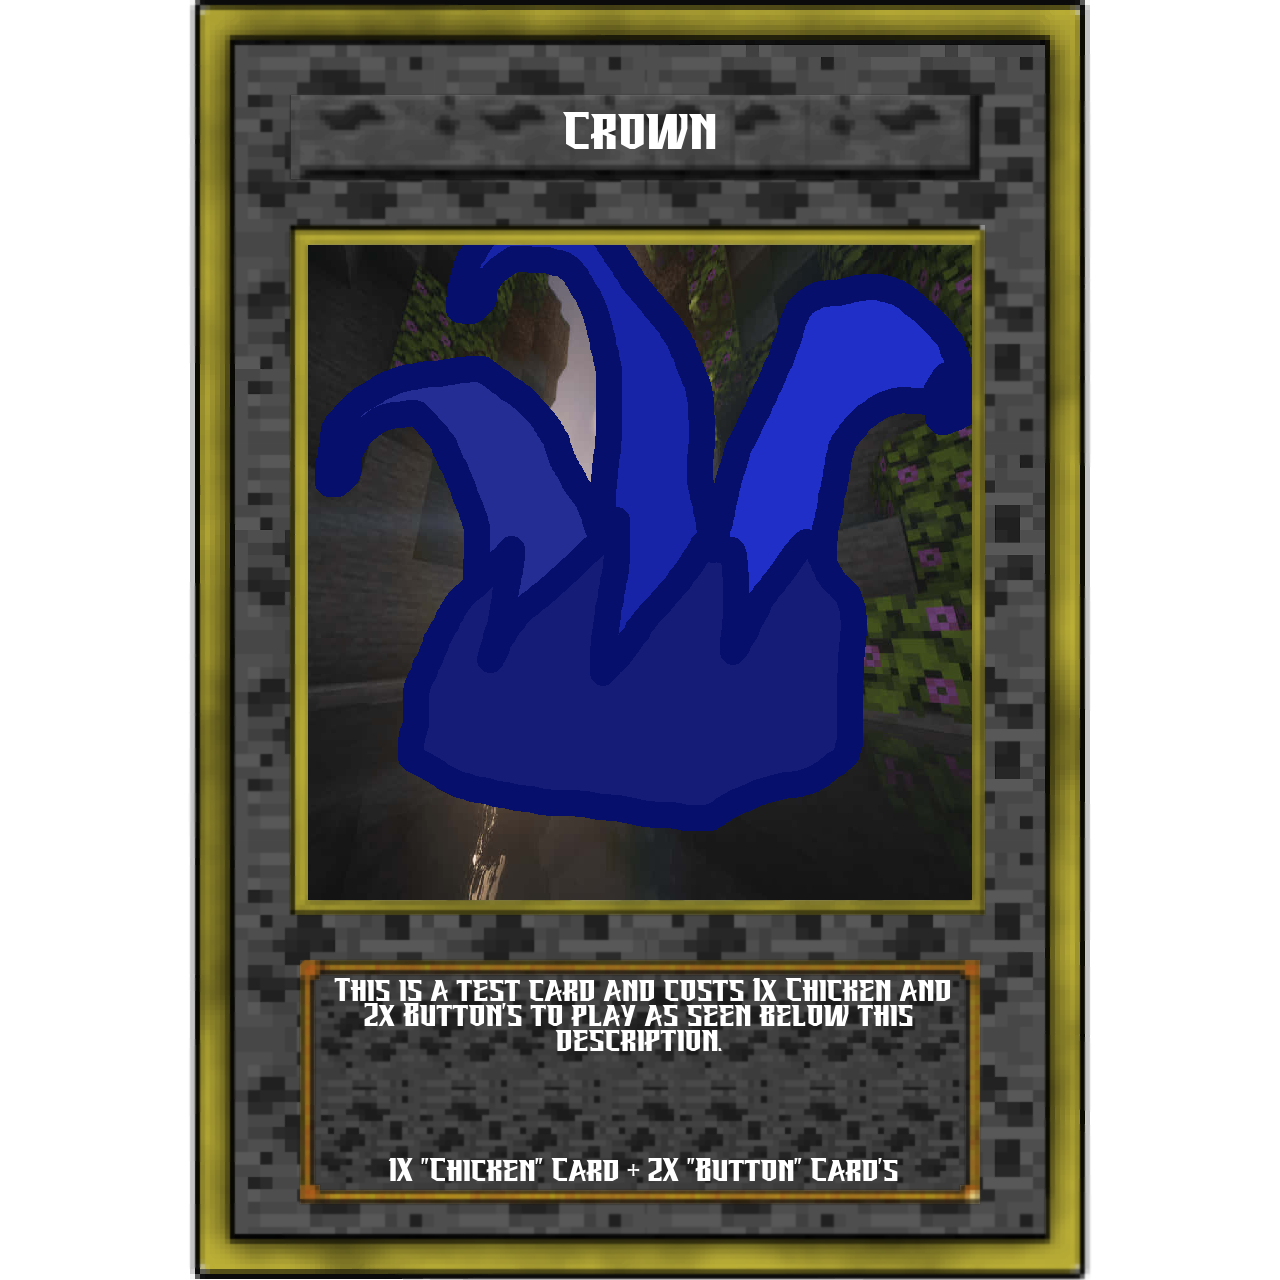 Crown
This is a test card and costs 1x Chicken and
2x Button's to play as seen below this
description.
1x "Chicken" Card + 2x "Button" Card's